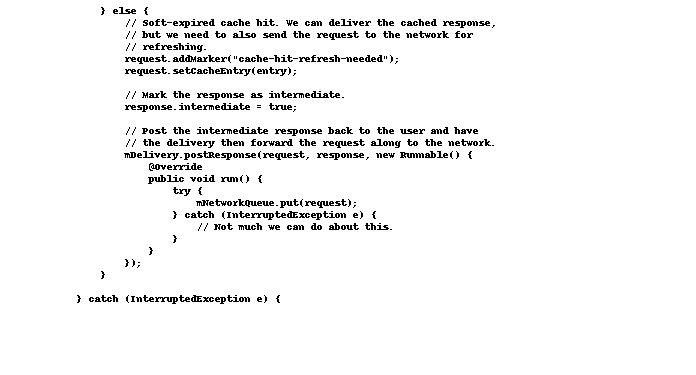 } else {
// Soft-expired cache hit. We can deliver the cached response,
// but we need to also send the request to the network for
// refreshing.
request.addMarker("cache-hit-refresh-needed");
request.setCacheEntry(entry);
// Mark the response as intermediate.
response.intermediate = true;
// Post the intermediate response back to the user and have
// the delivery then forward the request along to the network.
mDelivery.postResponse(request, response, new Runnable() {
@Override
public void run() {
try {
mNetworkQueue.put(request);
} catch (InterruptedException e) {
// Not much we can do about this.
}
}
});
}
} catch (InterruptedException e) {